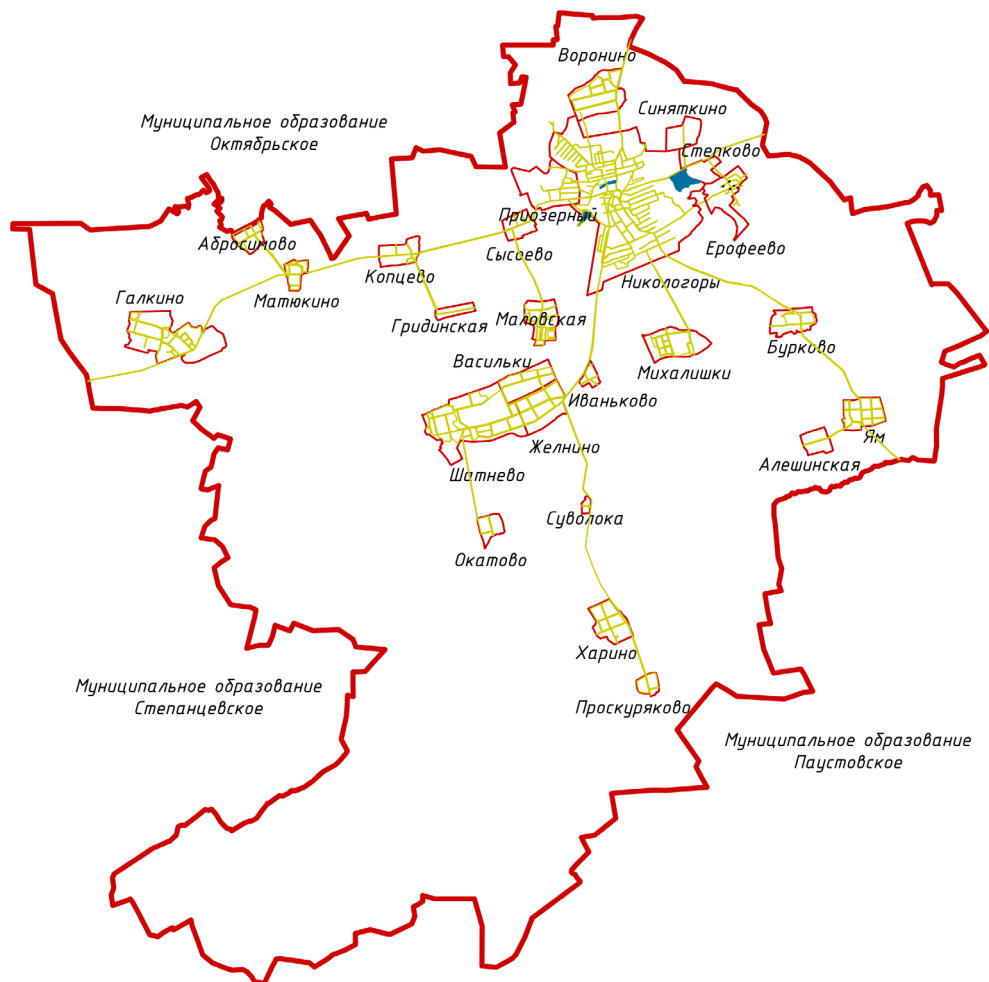 Воронино
Синяткино
Муниципальное образование
Октябрьское
Степково
Приозерный
Абросимово
Сысоево
Ерофеево
Копцево
Никологоры
Матюкино
Галкино
Гридинская
Маловская
Бурково
Васильки
Михалишки
Иваньково
Ям
Желнино
Алешинская
Шатнево
Суволока
Окатово
Харино
Муниципальное образование
Степанцевское
Проскуряково
Муниципальное образование
Паустовское